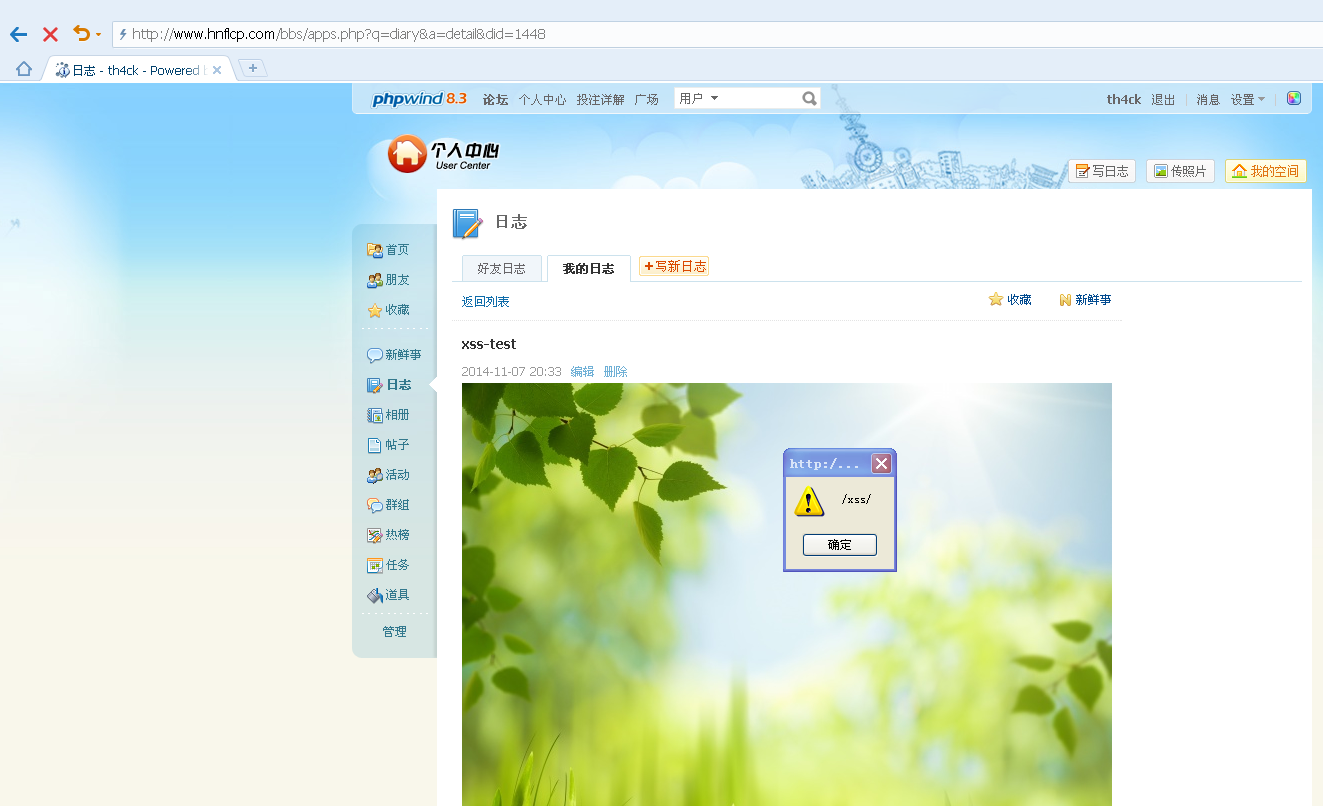 http://www.hnflcp.com/bbs/apps.php?q=diary&a=detail&did=1448
日志 - th4ck - Powered
phpwind 8.3 论坛 个人中心 投注详解 广场 用户
th4ck 退出 消息 设置
个人中心
User Center
写日志 传照片 我的空间
日志
首页
朋友
收藏
新鲜事
日志
相册
帖子
活动
群组
热榜
任务
道具
管理
好友日志 我的日志 +写新日志
返回列表 收藏 新鲜事
xss-test
2014-11-07 20:33 编辑 删除
http:/...
/xss/
确定